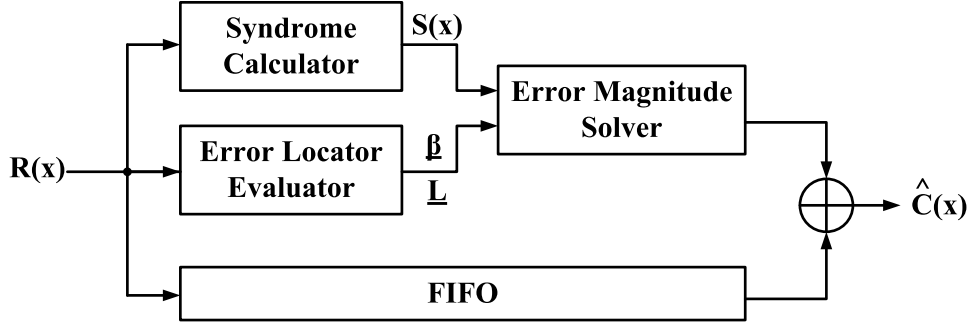 Syndrome
Calculator
S(x)
Error Magnitude
Solver
Error Locator
Evaluator
β
L
R(x)
Ĉ(x)
FIFO